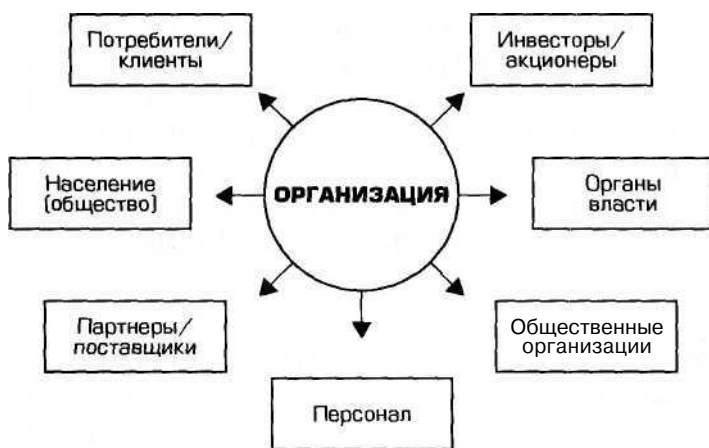 Потребители/
клиенты
Инвесторы/
акционеры
Население
(общество)
ОРГАНИЗАЦИЯ
Органы
власти
Партнеры/
поставщики
Общественные
организации
Персонал